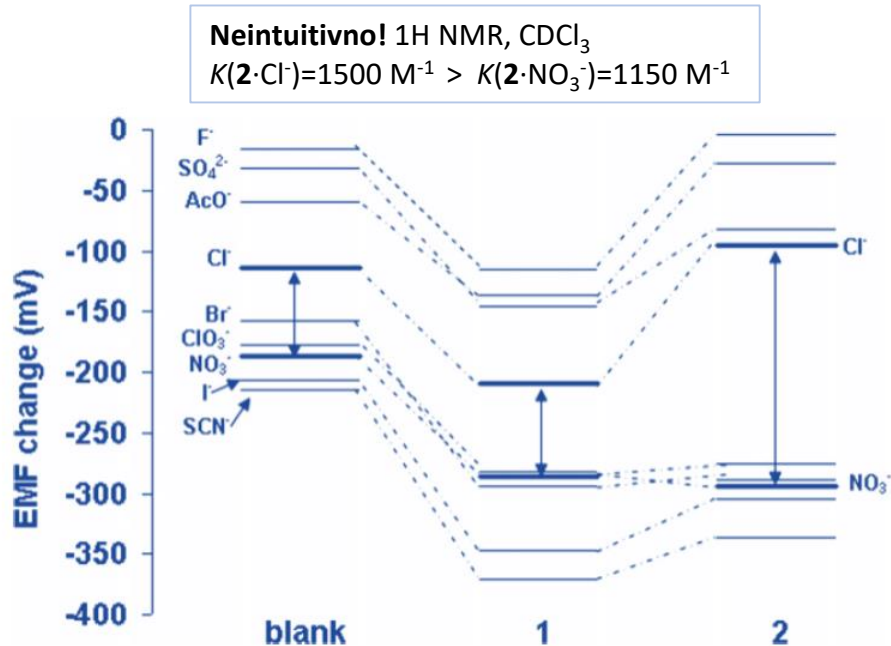 Neintuitivno! 1H NMR, CDCl₃
K(2·Cl⁻)=1500 M⁻¹ > K(2·NO₃⁻)=1150 M⁻¹
EMF change (mV)
0
-50
-100
-150
-200
-250
-300
-350
-400
F⁻
SO₄²⁻
AcO⁻
Cl⁻
Br⁻
ClO₃⁻
NO₃⁻
I⁻
SCN⁻
Cl⁻
NO₃⁻
blank
1
2